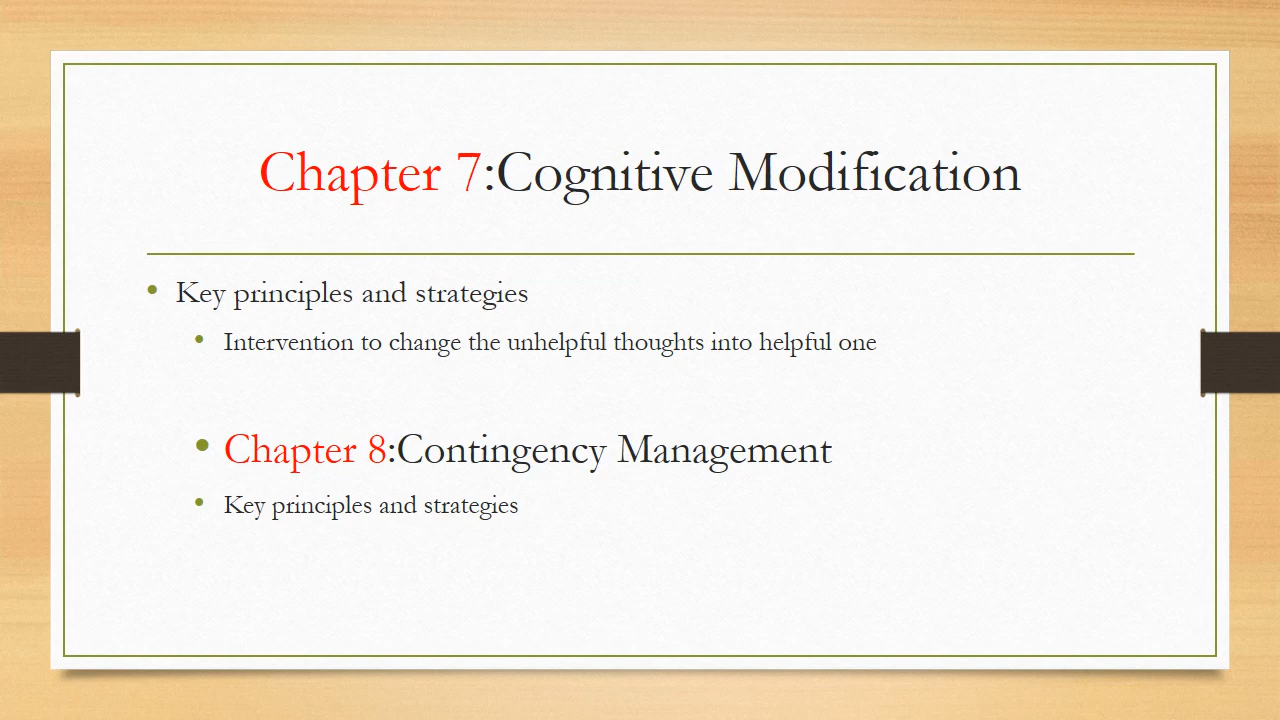 Chapter 7:Cognitive Modification
• Key principles and strategies
• Intervention to change the unhelpful thoughts into helpful one
• Chapter 8:Contingency Management
• Key principles and strategies